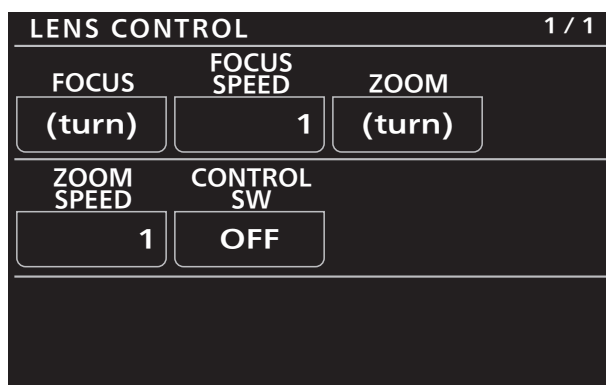 LENS CONTROL 1 / 1
FOCUS
FOCUS
SPEED
ZOOM
(turn)
1
(turn)
ZOOM
SPEED
CONTROL
SW
1
OFF